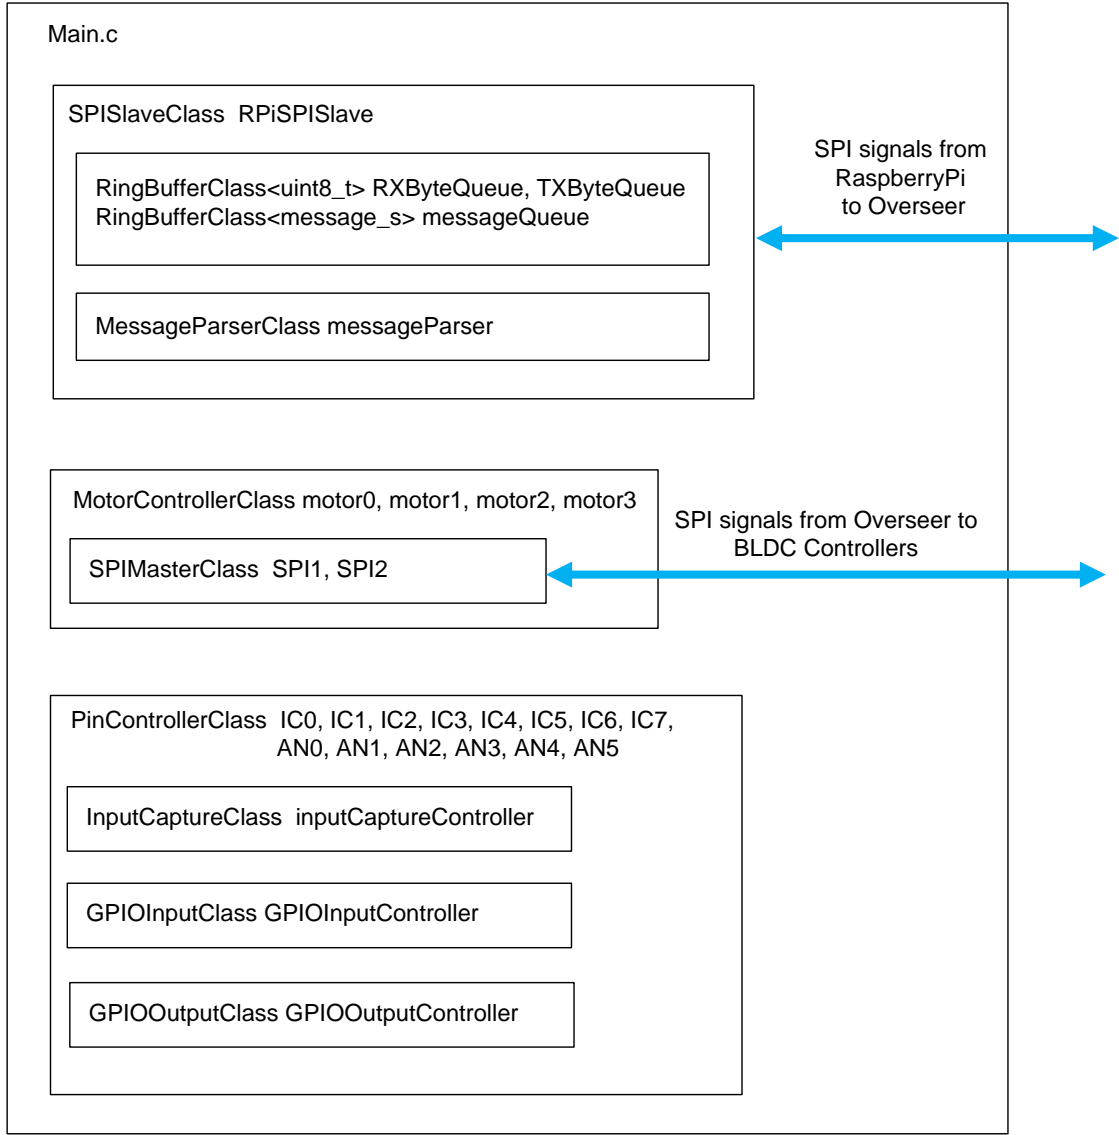 Main.c
SPISlaveClass RPiSPISlave
RingBufferClass<uint8_t> RXByteQueue, TXByteQueue
RingBufferClass<message_s> messageQueue
MessageParserClass messageParser
SPI signals from
RaspberryPi
to Overseer
MotorControllerClass motor0, motor1, motor2, motor3
SPIMasterClass SPI1, SPI2
SPI signals from Overseer to
BLDC Controllers
PinControllerClass IC0, IC1, IC2, IC3, IC4, IC5, IC6, IC7,
AN0, AN1, AN2, AN3, AN4, AN5
InputCaptureClass inputCaptureController
GPIOInputClass GPIOInputController
GPIOOutputClass GPIOOutputController